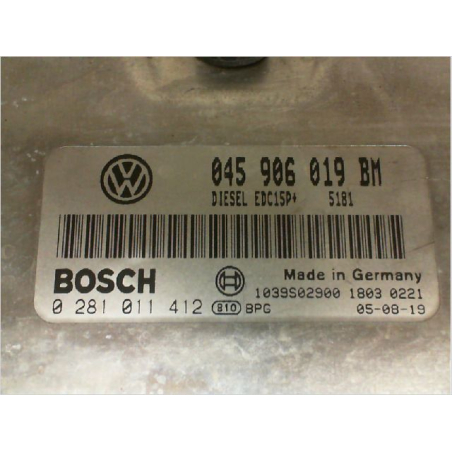 045 906 019 BM
DIESEL EDC15P+ 5181
BOSCH
Made in Germany
1039S02900 1803 0221
0 281 011 412 B10 BPG 05-08-19